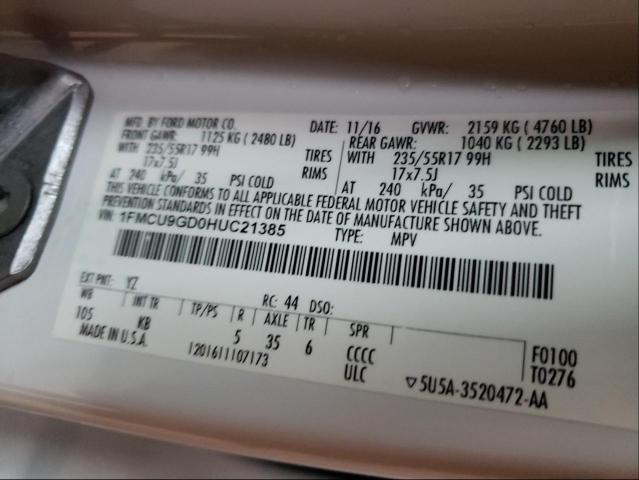 MFD. BY FORD MOTOR CO.
DATE: 11/16 GVWR: 2159 KG ( 4760 LB)
FRONT GAWR: 1125 KG ( 2480 LB)
REAR GAWR: 1040 KG ( 2293 LB)
WITH 235/55R17 99H TIRES
WITH 235/55R17 99H TIRES
17x7.5J RIMS
17x7.5J RIMS
AT 240 kPa/ 35 PSI COLD
AT 240 kPa/ 35 PSI COLD
THIS VEHICLE CONFORMS TO ALL APPLICABLE FEDERAL MOTOR VEHICLE SAFETY AND THEFT
PREVENTION STANDARDS IN EFFECT ON THE DATE OF MANUFACTURE SHOWN ABOVE.
VIN: 1FMCU9GD0HUC21385
TYPE: MPV
EXT PNT: YZ RC: 44 DSO:
WB INT TR TP/PS R AXLE TR SPR
105 KB 5 35 6 CCCC F0100
MADE IN U.S.A. 1201611107173 ULC T0276
▽5U5A-3520472-AA